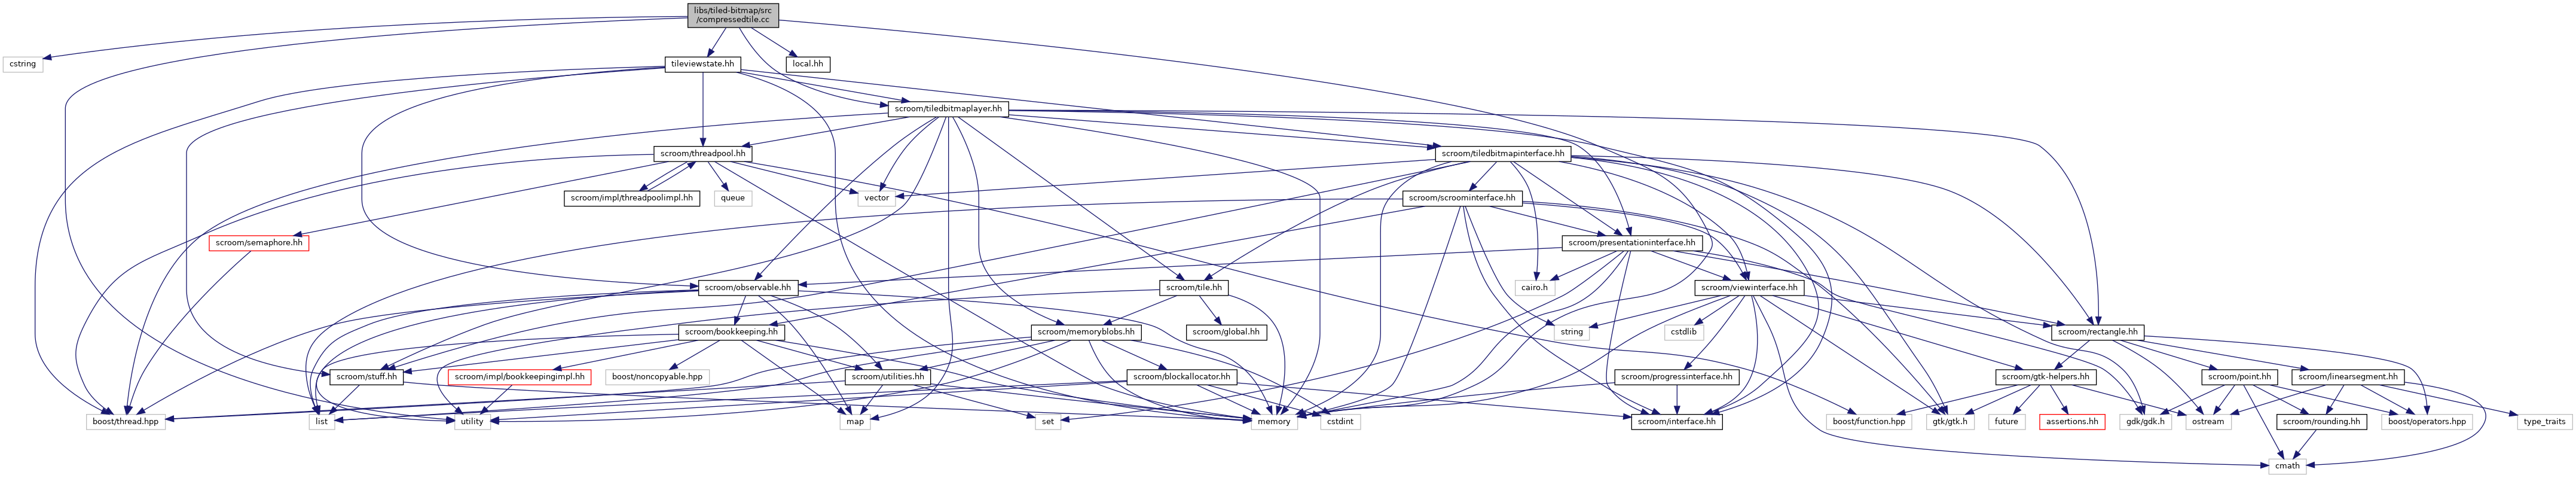 libs/tiled-bitmap/src
/compressedtile.cc
cstring
tileviewstate.hh
local.hh
scroom/tiledbitmaplayer.hh
scroom/threadpool.hh
scroom/tiledbitmapinterface.hh
scroom/impl/threadpoolimpl.hh
queue
vector
scroom/scroominterface.hh
scroom/semaphore.hh
scroom/presentationinterface.hh
scroom/observable.hh
scroom/tile.hh
cairo.h
scroom/viewinterface.hh
scroom/bookkeeping.hh
scroom/memoryblobs.hh
scroom/global.hh
string
cstdlib
scroom/rectangle.hh
scroom/stuff.hh
scroom/impl/bookkeepingimpl.hh
boost/noncopyable.hpp
scroom/utilities.hh
scroom/blockallocator.hh
scroom/progressinterface.hh
scroom/gtk-helpers.hh
scroom/point.hh
scroom/linearsegment.hh
boost/thread.hpp
list
utility
map
set
memory
cstdint
scroom/interface.hh
boost/function.hpp
gtk/gtk.h
future
assertions.hh
gdk/gdk.h
ostream
scroom/rounding.hh
boost/operators.hpp
type_traits
cmath